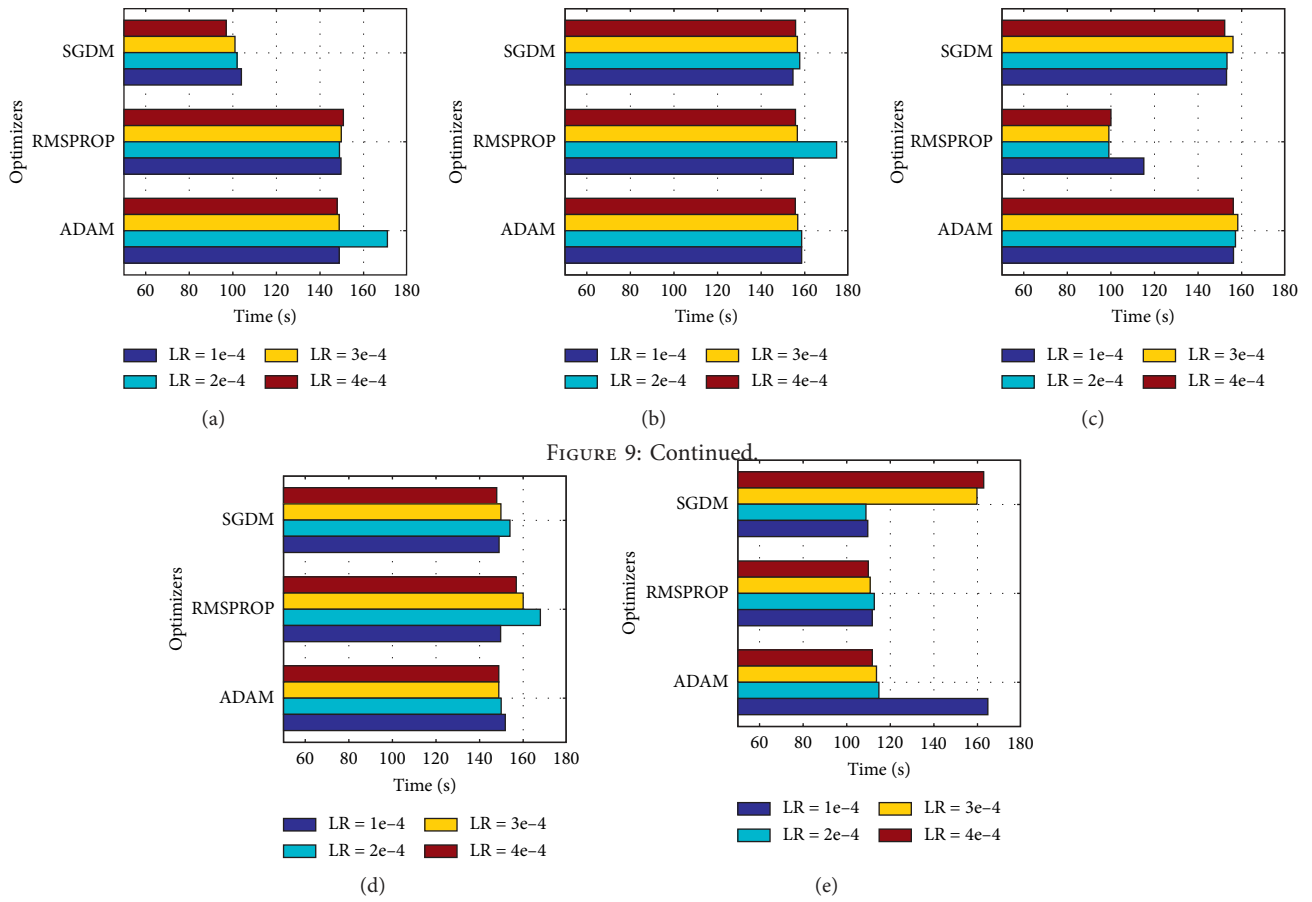 SGDM
RMSPROP
ADAM
Optimizers
60 80 100 120 140 160 180
Time (s)
LR = 1e–4 LR = 3e–4
LR = 2e–4 LR = 4e–4
(a)
SGDM
RMSPROP
ADAM
Optimizers
60 80 100 120 140 160 180
Time (s)
LR = 1e–4 LR = 3e–4
LR = 2e–4 LR = 4e–4
(b)
SGDM
RMSPROP
ADAM
Optimizers
60 80 100 120 140 160 180
Time (s)
LR = 1e–4 LR = 3e–4
LR = 2e–4 LR = 4e–4
(c)
FIGURE 9: Continued.
SGDM
RMSPROP
ADAM
Optimizers
60 80 100 120 140 160 180
Time (s)
LR = 1e–4 LR = 3e–4
LR = 2e–4 LR = 4e–4
(d)
SGDM
RMSPROP
ADAM
Optimizers
60 80 100 120 140 160 180
Time (s)
LR = 1e–4 LR = 3e–4
LR = 2e–4 LR = 4e–4
(e)